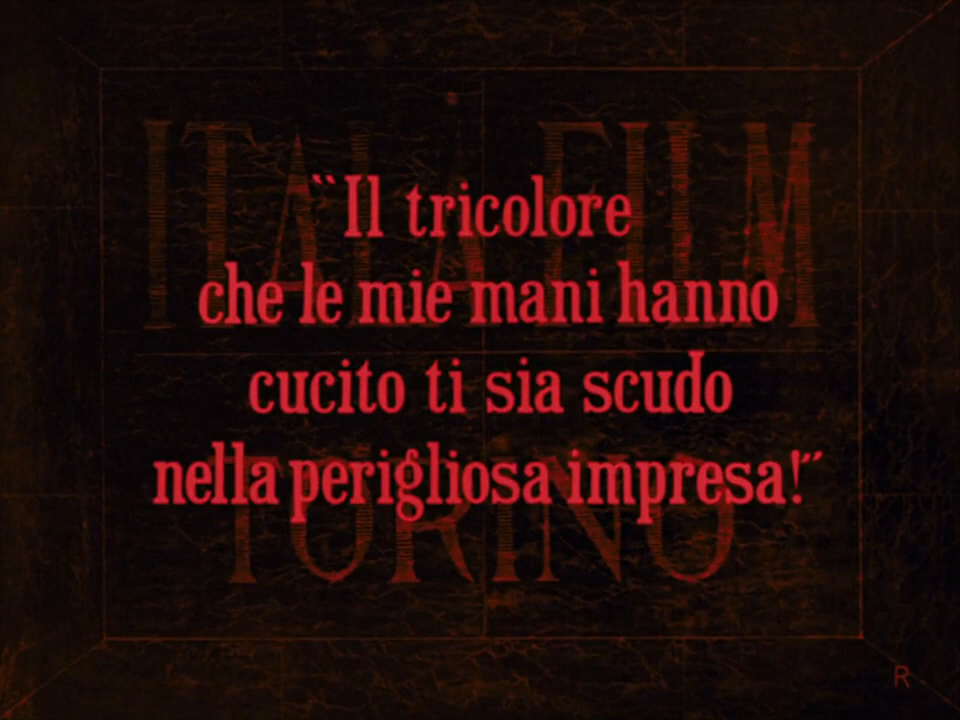 ITALA FILM
“Il tricolore
che le mie mani hanno
cucito ti sia scudo
nella perigliosa impresa!”
TORINO
R